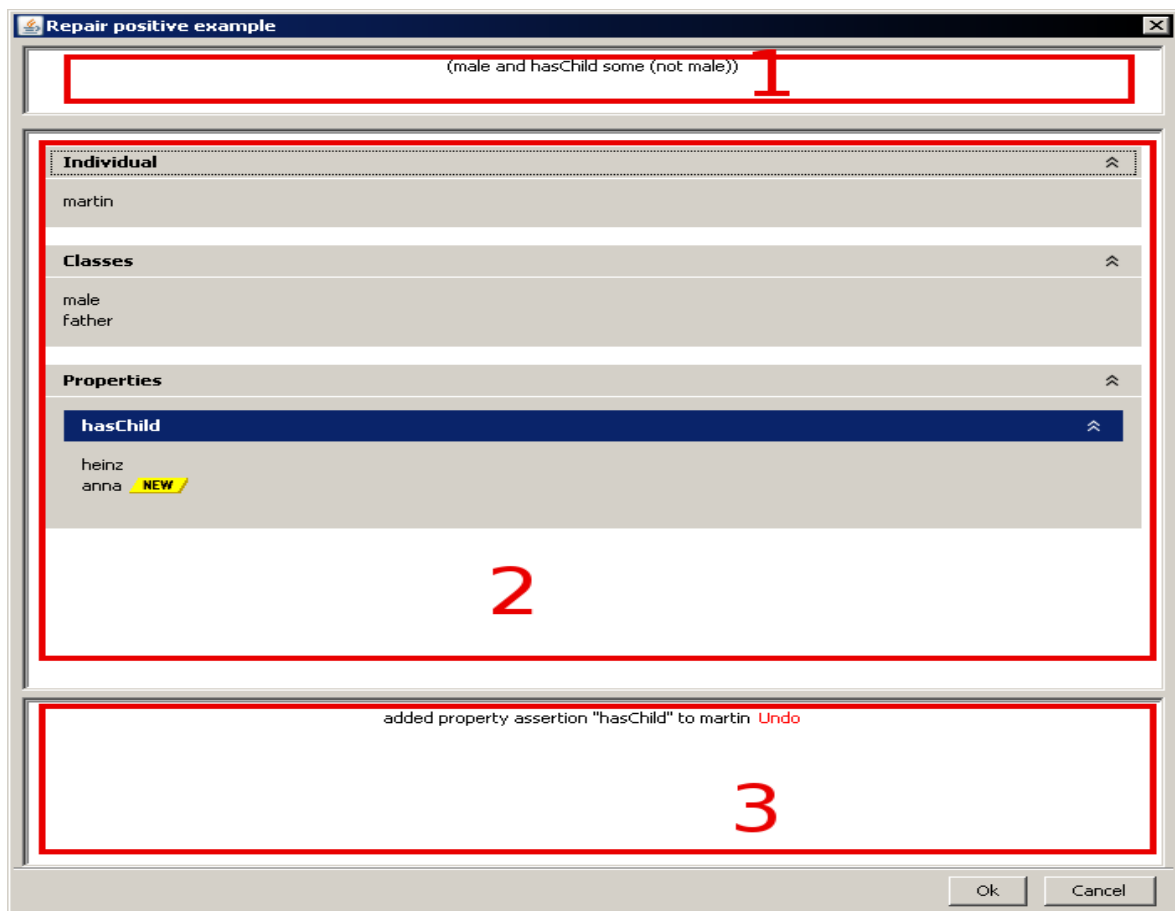 Repair positive example
(male and hasChild some (not male))
1
Individual
martin
Classes
male
father
Properties
hasChild
heinz
anna NEW
2
added property assertion "hasChild" to martin Undo
3
Ok Cancel